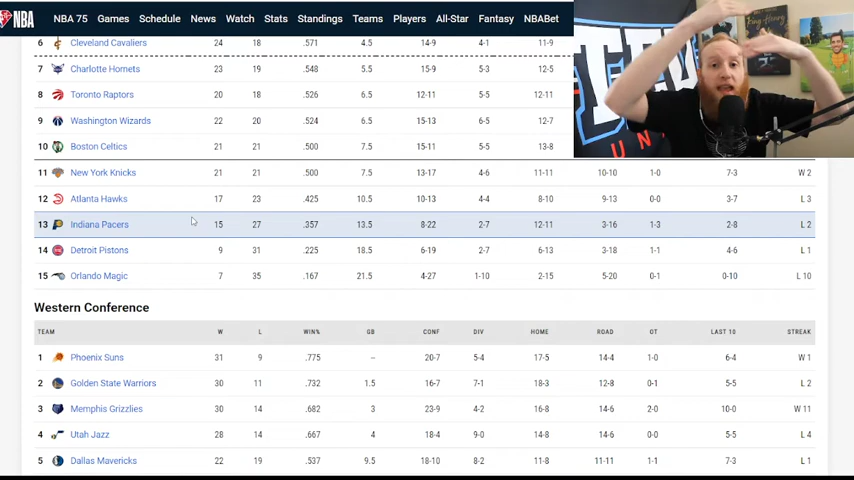 NBA NBA 75 Games Schedule News Watch Stats Standings Teams Players All-Star Fantasy NBABet
6 Cleveland Cavaliers 24 18 .571 4.5 14-9 4-1 11-9
7 Charlotte Hornets 23 19 .548 5.5 15-9 5-3 12-5
8 Toronto Raptors 20 18 .526 6.5 12-11 5-5 12-11
9 Washington Wizards 22 20 .524 6.5 15-13 6-5 12-7
10 Boston Celtics 21 21 .500 7.5 15-11 5-5 13-8
11 New York Knicks 21 21 .500 7.5 13-17 4-6 11-11 10-10 1-0 7-3 W 2
12 Atlanta Hawks 17 23 .425 10.5 10-13 4-4 8-10 9-13 0-0 3-7 L 3
13 Indiana Pacers 15 27 .357 13.5 8-22 2-7 12-11 3-16 1-3 2-8 L 2
14 Detroit Pistons 9 31 .225 18.5 6-19 2-7 6-13 3-18 1-1 4-6 L 1
15 Orlando Magic 7 35 .167 21.5 4-27 1-10 2-15 5-20 0-1 0-10 L 10
Western Conference
TEAM W L WIN% GB CONF DIV HOME ROAD OT LAST 10 STREAK
1 Phoenix Suns 31 9 .775 – 20-7 5-4 17-5 14-4 1-0 6-4 W 1
2 Golden State Warriors 30 11 .732 1.5 16-7 7-1 18-3 12-8 0-1 5-5 L 2
3 Memphis Grizzlies 30 14 .682 3 23-9 4-2 16-8 14-6 2-0 10-0 W 11
4 Utah Jazz 28 14 .667 4 18-4 9-0 14-8 14-6 0-0 5-5 L 4
5 Dallas Mavericks 22 19 .537 9.5 18-10 8-2 11-8 11-11 1-1 7-3 L 1